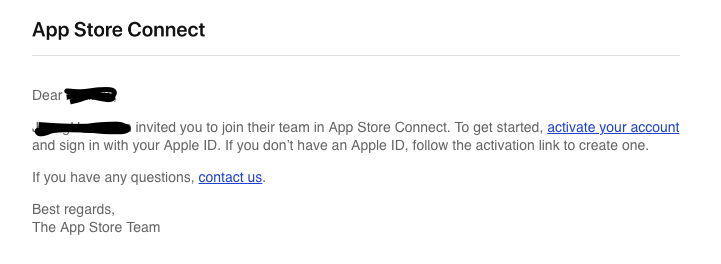 App Store Connect
Dear
invited you to join their team in App Store Connect. To get started, activate your account
and sign in with your Apple ID. If you don't have an Apple ID, follow the activation link to create one.
If you have any questions, contact us.
Best regards,
The App Store Team